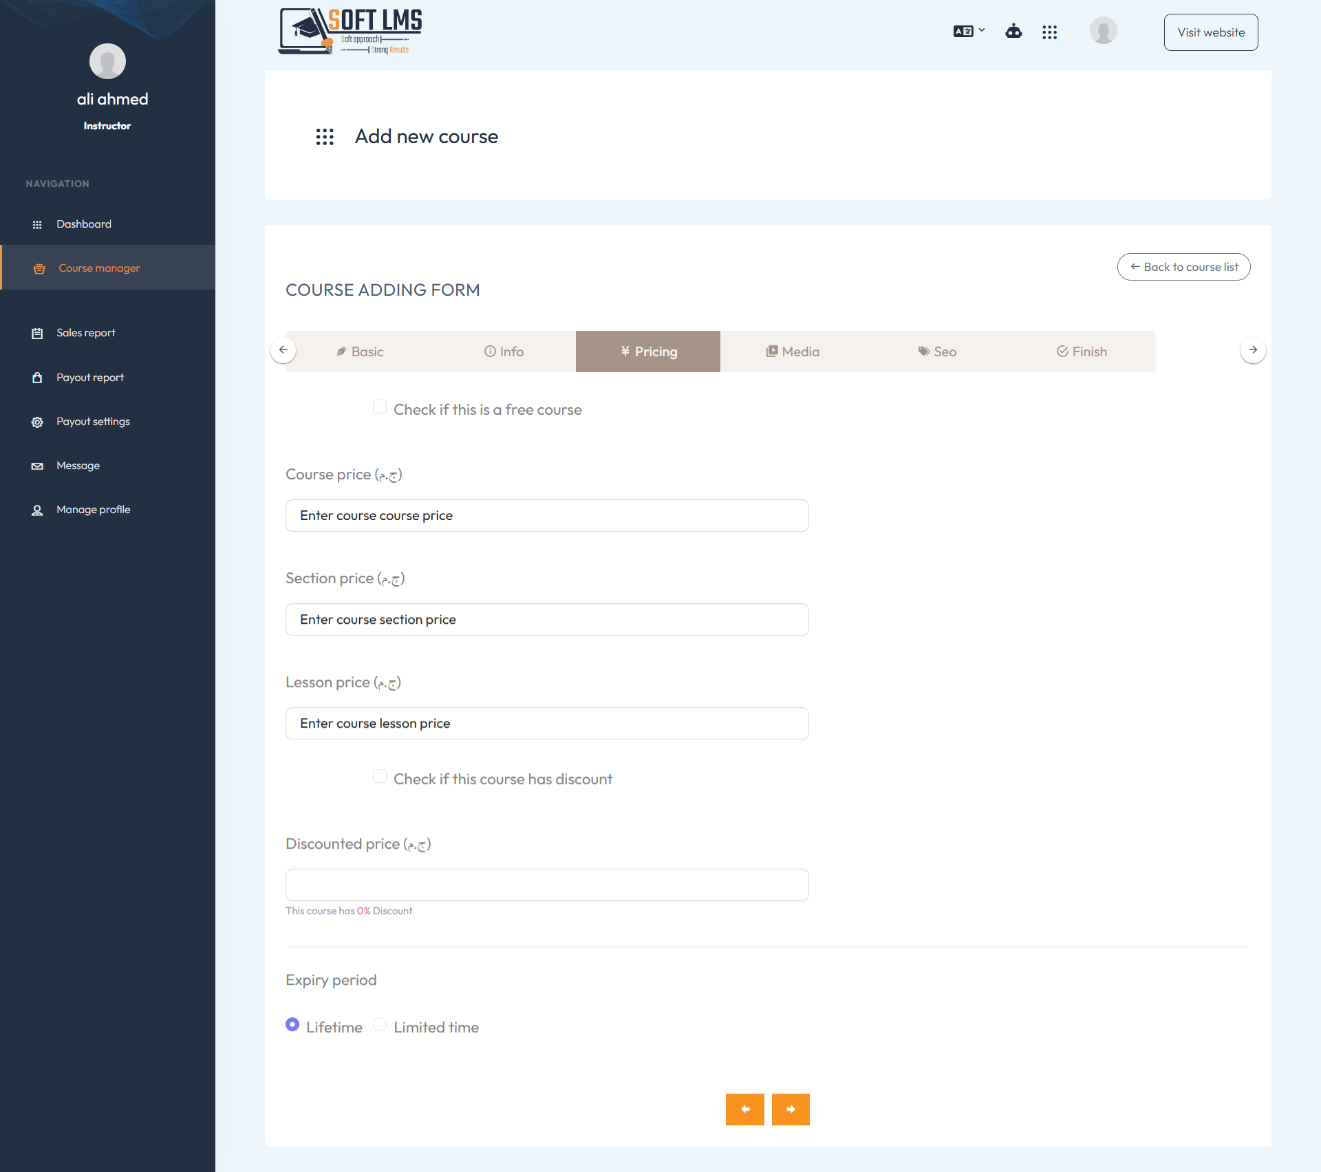 ali ahmed
Instructor
NAVIGATION
Dashboard
Course manager
Sales report
Payout report
Payout settings
Message
Manage profile
SOFT LMS
Soft approach
Strong Results
Visit website
Add new course
← Back to course list
COURSE ADDING FORM
Basic
Info
¥ Pricing
Media
Seo
Finish
Check if this is a free course
Course price (ج.م)
Enter course course price
Section price (ج.م)
Enter course section price
Lesson price (ج.م)
Enter course lesson price
Check if this course has discount
Discounted price (ج.م)
This course has 0% Discount
Expiry period
Lifetime
Limited time